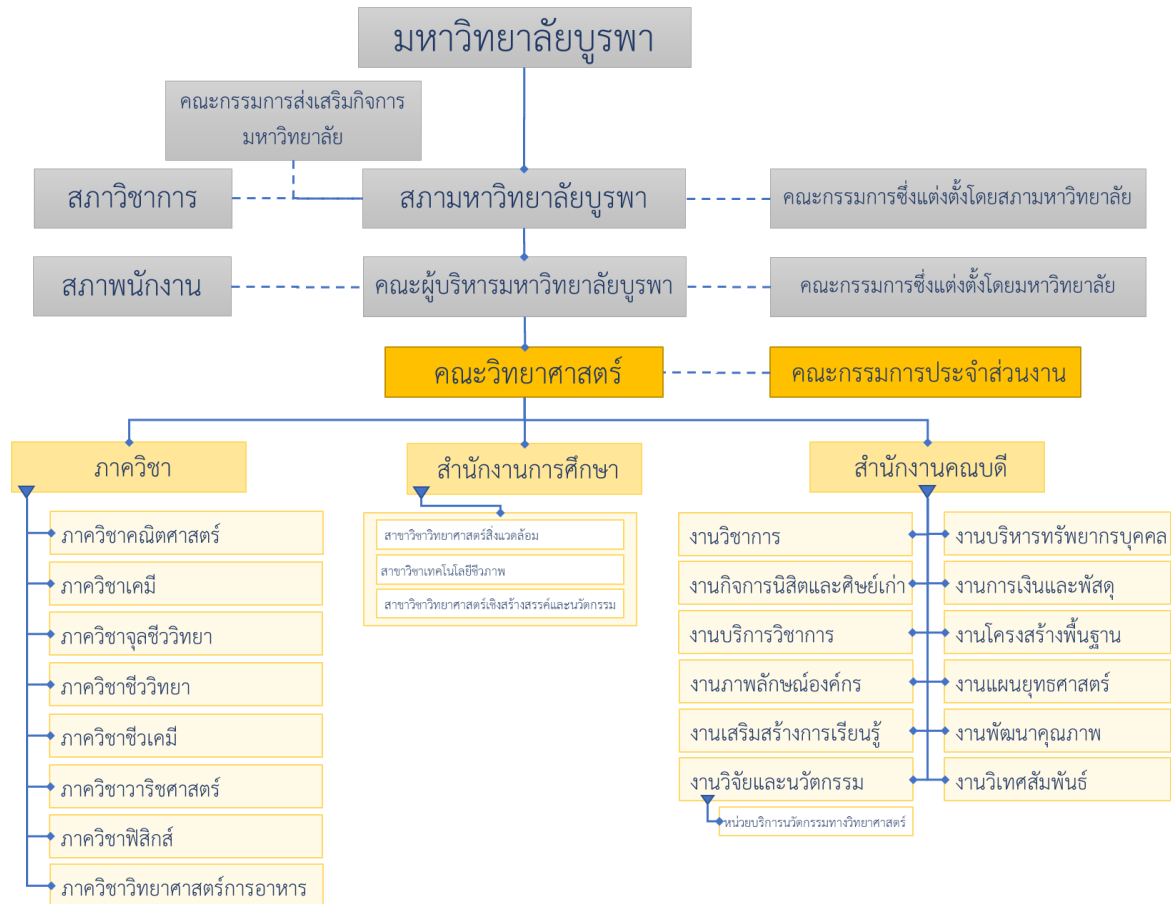 มหาวิทยาลัยบูรพา
คณะกรรมการส่งเสริมกิจการ
มหาวิทยาลัย
สภาวิชาการ
สภามหาวิทยาลัยบูรพา
คณะกรรมการซึ่งแต่งตั้งโดยสภามหาวิทยาลัย
สภาพนักงาน
คณะผู้บริหารมหาวิทยาลัยบูรพา
คณะกรรมการซึ่งแต่งตั้งโดยมหาวิทยาลัย
คณะวิทยาศาสตร์
คณะกรรมการประจำส่วนงาน
ภาควิชา
ภาควิชาคณิตศาสตร์
ภาควิชาเคมี
ภาควิชาจุลชีววิทยา
ภาควิชาชีววิทยา
ภาควิชาชีวเคมี
ภาควิชาวาริชศาสตร์
ภาควิชาฟิสิกส์
ภาควิชาวิทยาศาสตร์การอาหาร
สำนักงานการศึกษา
สาขาวิชาวิทยาศาสตร์สิ่งแวดล้อม
สาขาวิชาเทคโนโลยีชีวภาพ
สาขาวิชาวิทยาศาสตร์เชิงสร้างสรรค์และนวัตกรรม
สำนักงานคณบดี
งานวิชาการ
งานกิจการนิสิตและศิษย์เก่า
งานบริการวิชาการ
งานภาพลักษณ์องค์กร
งานเสริมสร้างการเรียนรู้
งานวิจัยและนวัตกรรม
หน่วยบริการนวัตกรรมทางวิทยาศาสตร์
งานบริหารทรัพยากรบุคคล
งานการเงินและพัสดุ
งานโครงสร้างพื้นฐาน
งานแผนยุทธศาสตร์
งานพัฒนาคุณภาพ
งานวิเทศสัมพันธ์